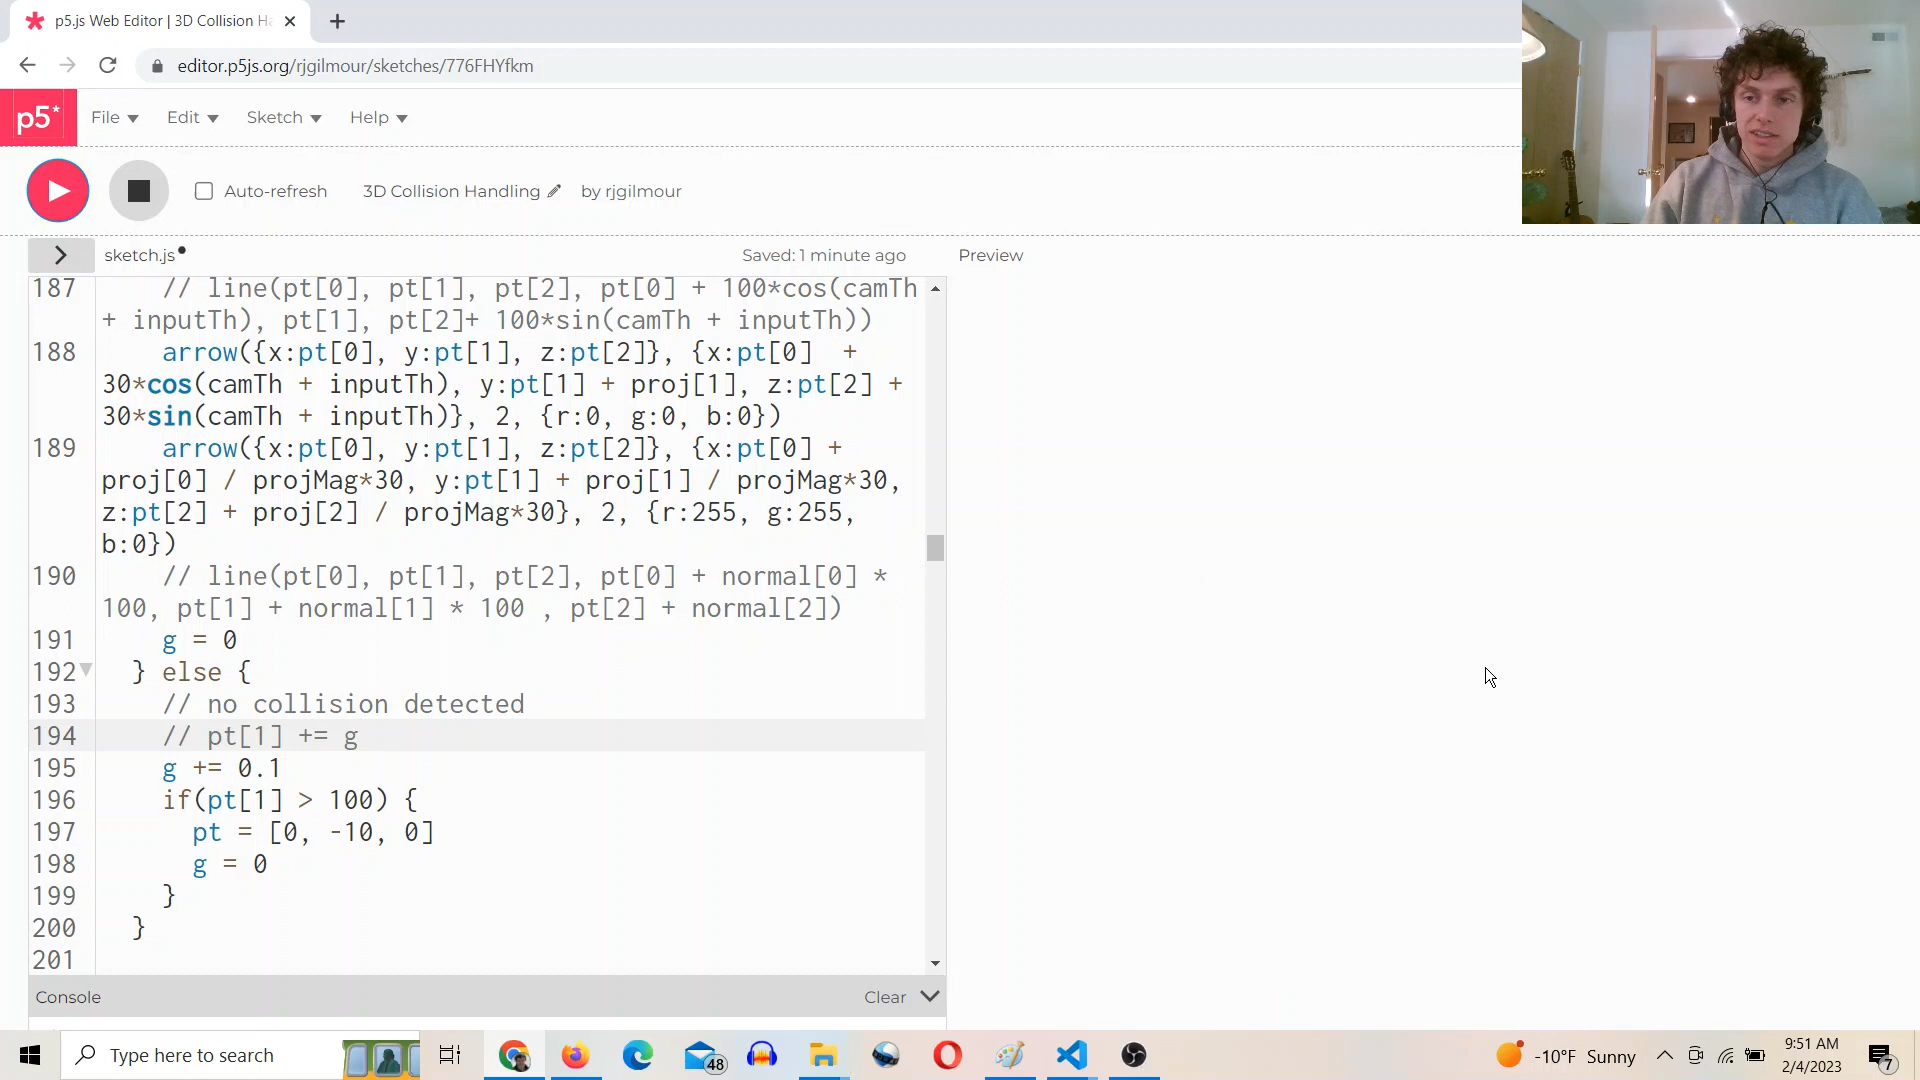 p5.js Web Editor | 3D Collision Ha
editor.p5js.org/rjgilmour/sketches/776FHYfkm
p5*
File Edit Sketch Help
Auto-refresh 3D Collision Handling by rjgilmour
sketch.js Saved: 1 minute ago Preview
187 // line(pt[0], pt[1], pt[2], pt[0] + 100*cos(camTh
+ inputTh), pt[1], pt[2]+ 100*sin(camTh + inputTh))
188 arrow({x:pt[0], y:pt[1], z:pt[2]}, {x:pt[0] +
30*cos(camTh + inputTh), y:pt[1] + proj[1], z:pt[2] +
30*sin(camTh + inputTh)}, 2, {r:0, g:0, b:0})
189 arrow({x:pt[0], y:pt[1], z:pt[2]}, {x:pt[0] +
proj[0] / projMag*30, y:pt[1] + proj[1] / projMag*30,
z:pt[2] + proj[2] / projMag*30}, 2, {r:255, g:255,
b:0})
190 // line(pt[0], pt[1], pt[2], pt[0] + normal[0] *
100, pt[1] + normal[1] * 100 , pt[2] + normal[2])
191 g = 0
192 } else {
193 // no collision detected
194 // pt[1] += g
195 g += 0.1
196 if(pt[1] > 100) {
197 pt = [0, -10, 0]
198 g = 0
199 }
200 }
201
Console Clear
Type here to search 48 -10°F Sunny 9:51 AM
2/4/2023 7